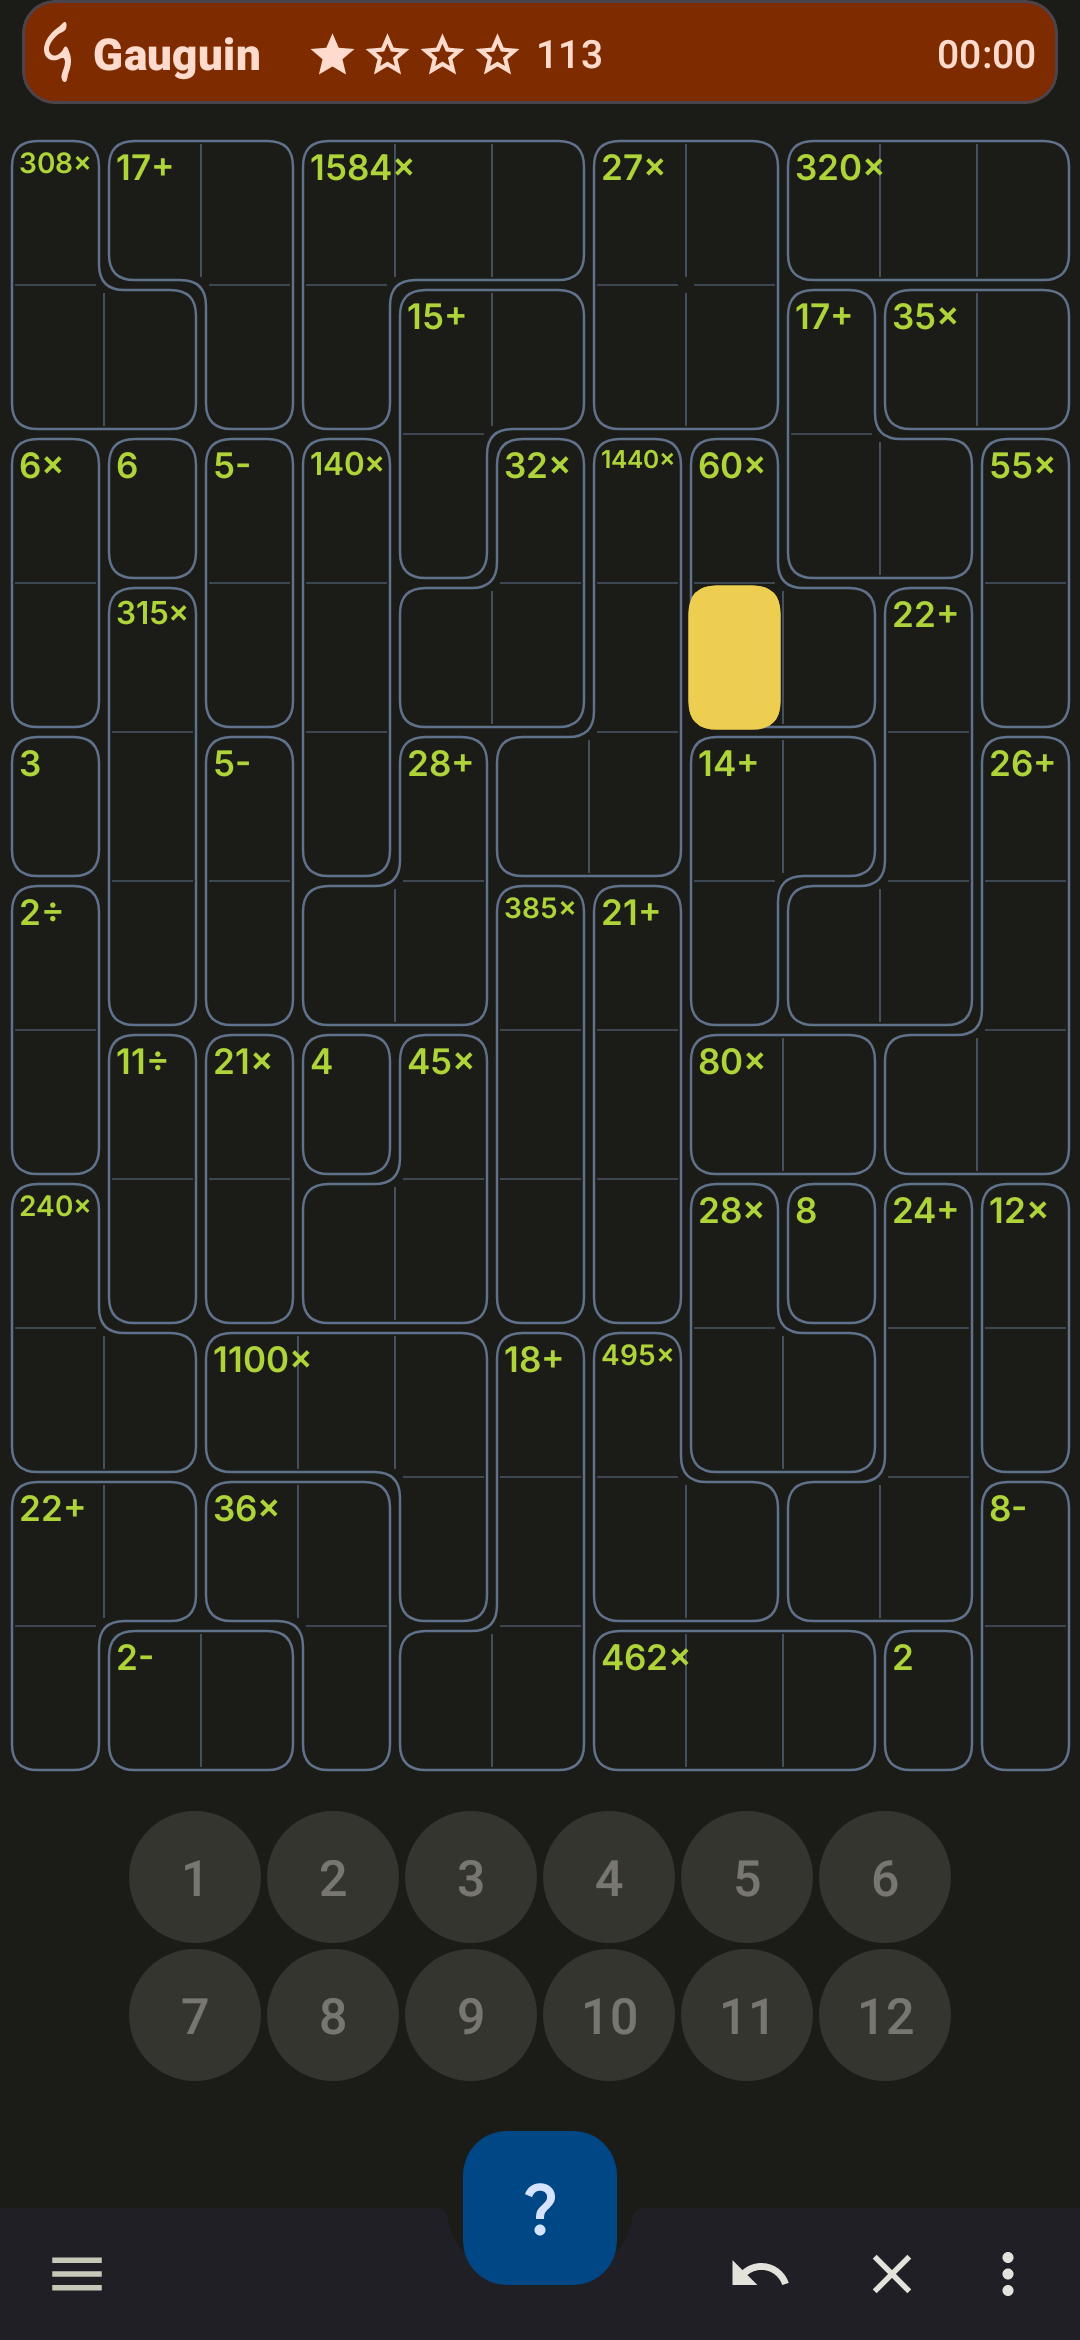 Gauguin 113 00:00
308× 17+ 1584× 27× 320×
15+ 17+ 35×
6× 6 5- 140× 32× 1440× 60× 55×
315× 22+
3 5- 28+ 14+ 26+
2÷ 385× 21+
11÷ 21× 4 45× 80×
240× 28× 8 24+ 12×
1100× 18+ 495×
22+ 36× 8-
2- 462× 2
1 2 3 4 5 6
7 8 9 10 11 12
?